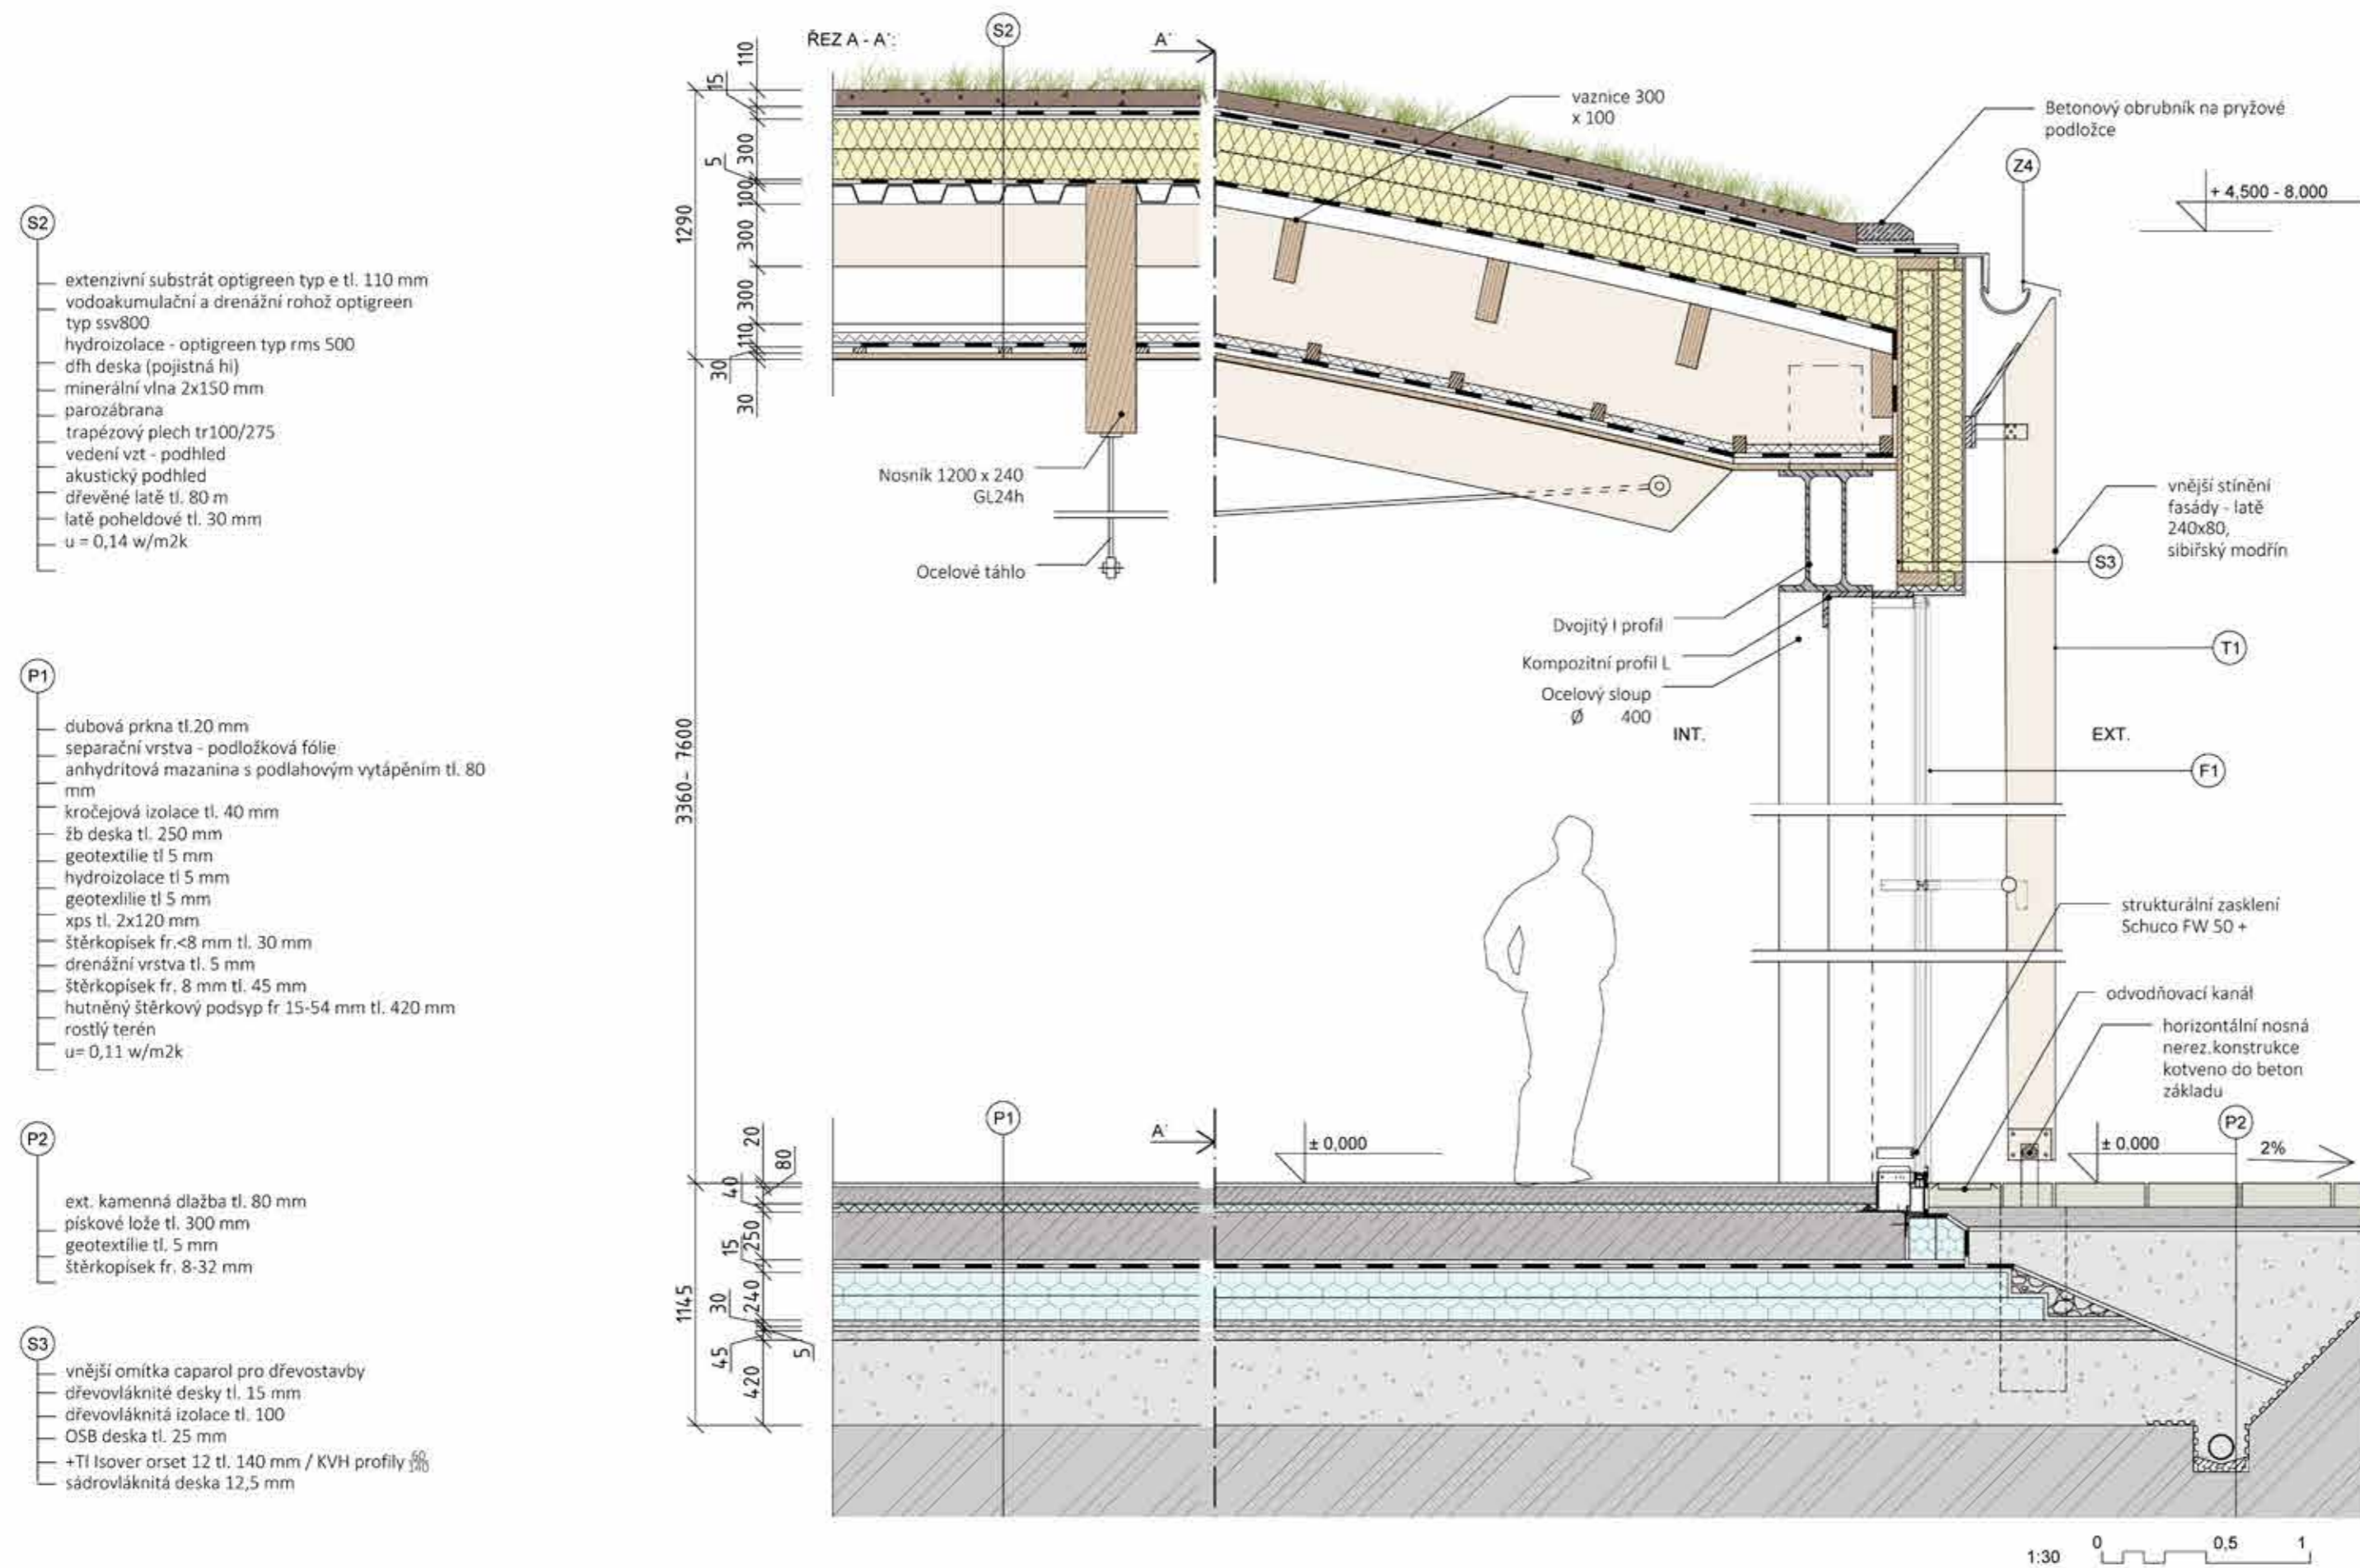 S2
extenzivní substrát optigreen typ e tl. 110 mm
vodoakumulační a drenážní rohož optigreen
typ ssv800
hydroizolace - optigreen typ rms 500
dfh deska (pojistná hi)
minerální vlna 2x150 mm
parozábrana
trapézový plech tr100/275
vedení vzt - podhled
akustický podhled
dřevěné latě tl. 80 m
latě poheldové tl. 30 mm
u = 0,14 w/m2k
P1
dubová prkna tl.20 mm
separační vrstva - podložková fólie
anhydritová mazanina s podlahovým vytápěním tl. 80
mm
kročejová izolace tl. 40 mm
žb deska tl. 250 mm
geotextilie tl 5 mm
hydroizolace tl 5 mm
geotexlilie tl 5 mm
xps tl. 2x120 mm
štěrkopísek fr.<8 mm tl. 30 mm
drenážní vrstva tl. 5 mm
štěrkopísek fr. 8 mm tl. 45 mm
hutněný štěrkový podsyp fr 15-54 mm tl. 420 mm
rostlý terén
u= 0,11 w/m2k
P2
ext. kamenná dlažba tl. 80 mm
pískové lože tl. 300 mm
geotextílie tl. 5 mm
štěrkopísek fr. 8-32 mm
S3
vnější omítka caparol pro dřevostavby
dřevovláknité desky tl. 15 mm
dřevovláknitá izolace tl. 100
OSB deska tl. 25 mm
+TI Isover orset 12 tl. 140 mm / KVH profily 60
140
sádrovláknitá deska 12,5 mm
ŘEZ A - A':
S2
A'
110
15
300
5
100
300
300
110
30
30
1290
3360- 7600
vaznice 300
x 100
Betonový obrubník na pryžové
podložce
Z4
+ 4,500 - 8,000
Nosník 1200 x 240
GL24h
Ocelové táhlo
vnější stínění
fasády - latě
240x80,
sibiřský modřín
S3
Dvojitý I profil
Kompozitní profil L
Ocelový sloup
Ø 400
T1
INT.
EXT.
F1
strukturální zasklení
Schuco FW 50 +
odvodňovací kanál
horizontální nosná
nerez.konstrukce
kotveno do beton
základu
P1
A'
± 0,000
± 0,000
P2
2%
20
80
40
250
15
240
30
45
5
420
1145
1:30
0
0,5
1